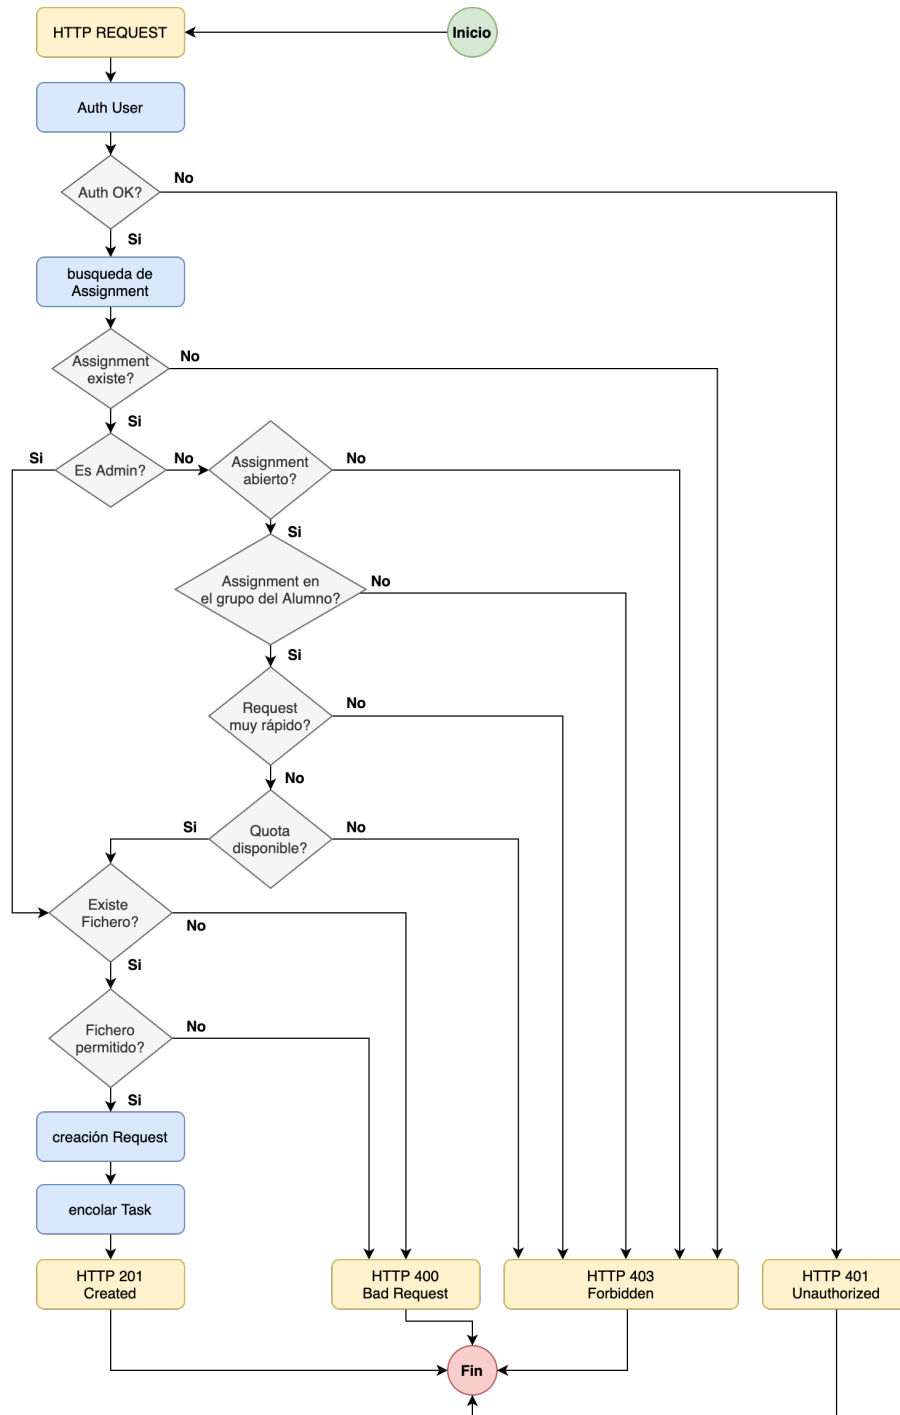 HTTP REQUEST
Inicio
Auth User
Auth OK?
No
Si
busqueda de
Assignment
Assignment
existe?
No
Si
Si
Es Admin?
No
Assignment
abierto?
No
Si
Assignment en
el grupo del Alumno?
No
Si
Request
muy rápido?
No
No
Si
Quota
disponible?
No
Existe
Fichero?
No
Si
Fichero
permitido?
No
Si
creación Request
encolar Task
HTTP 201
Created
HTTP 400
Bad Request
HTTP 403
Forbidden
HTTP 401
Unauthorized
Fin